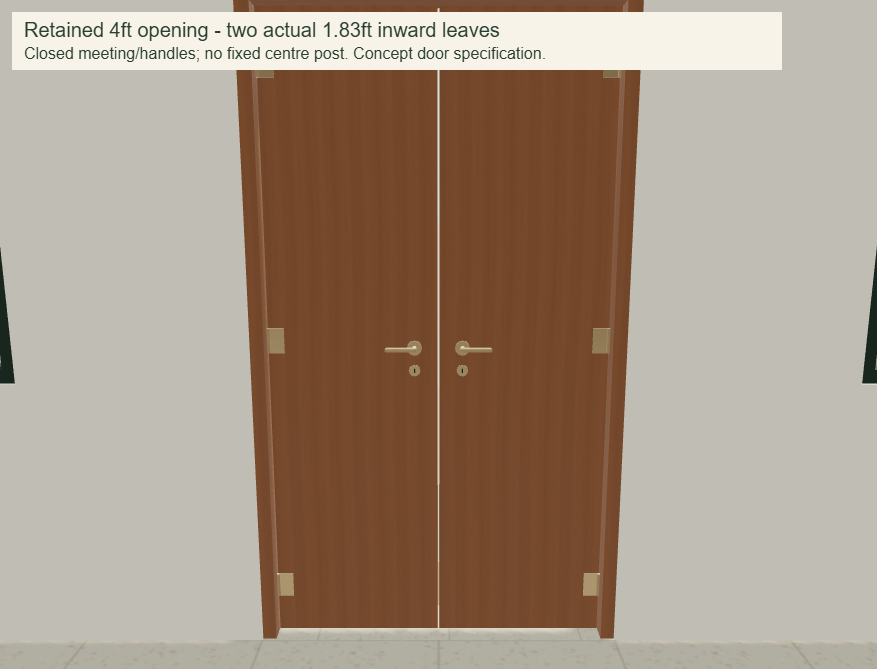 Retained 4ft opening - two actual 1.83ft inward leaves
Closed meeting/handles; no fixed centre post. Concept door specification.